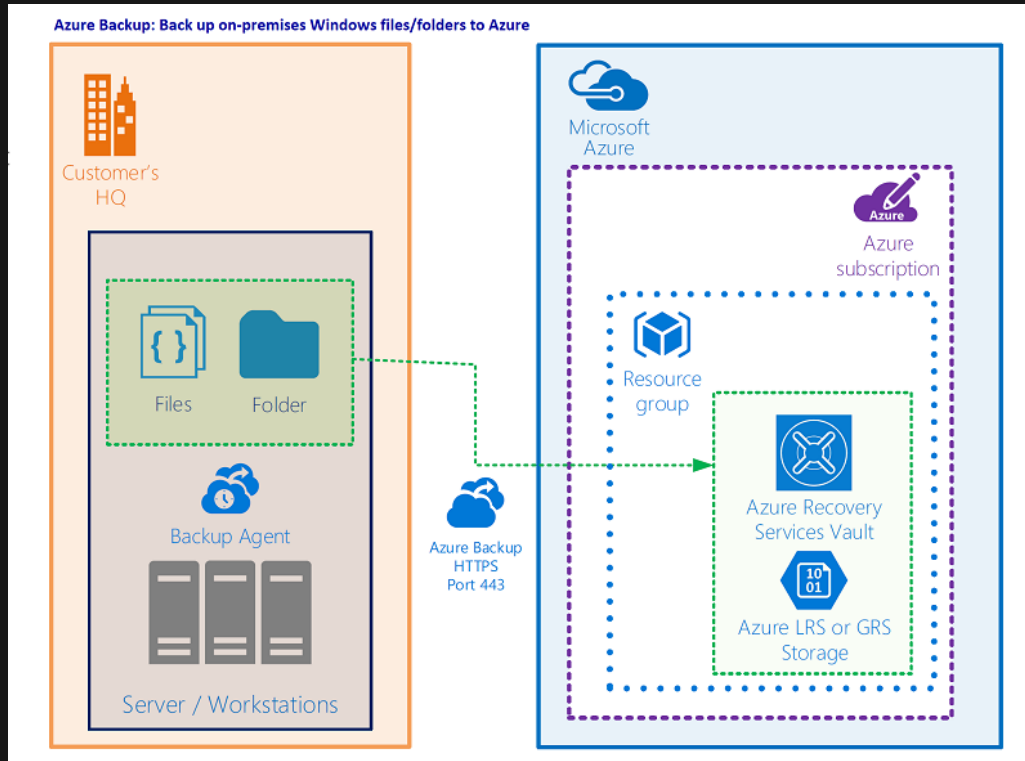 Azure Backup: Back up on-premises Windows files/folders to Azure
Customer's
HQ
{ }
Files
Folder
Backup Agent
Server / Workstations
Azure Backup
HTTPS
Port 443
Microsoft
Azure
Azure
Azure
subscription
Resource
group
Azure Recovery
Services Vault
10
01
Azure LRS or GRS
Storage